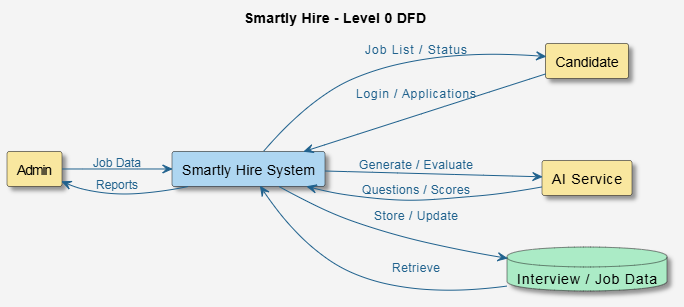 Smartly Hire - Level 0 DFD
Job List / Status
Candidate
Login / Applications
Admin
Job Data
Reports
Smartly Hire System
Generate / Evaluate
Questions / Scores
AI Service
Store / Update
Retrieve
Interview / Job Data